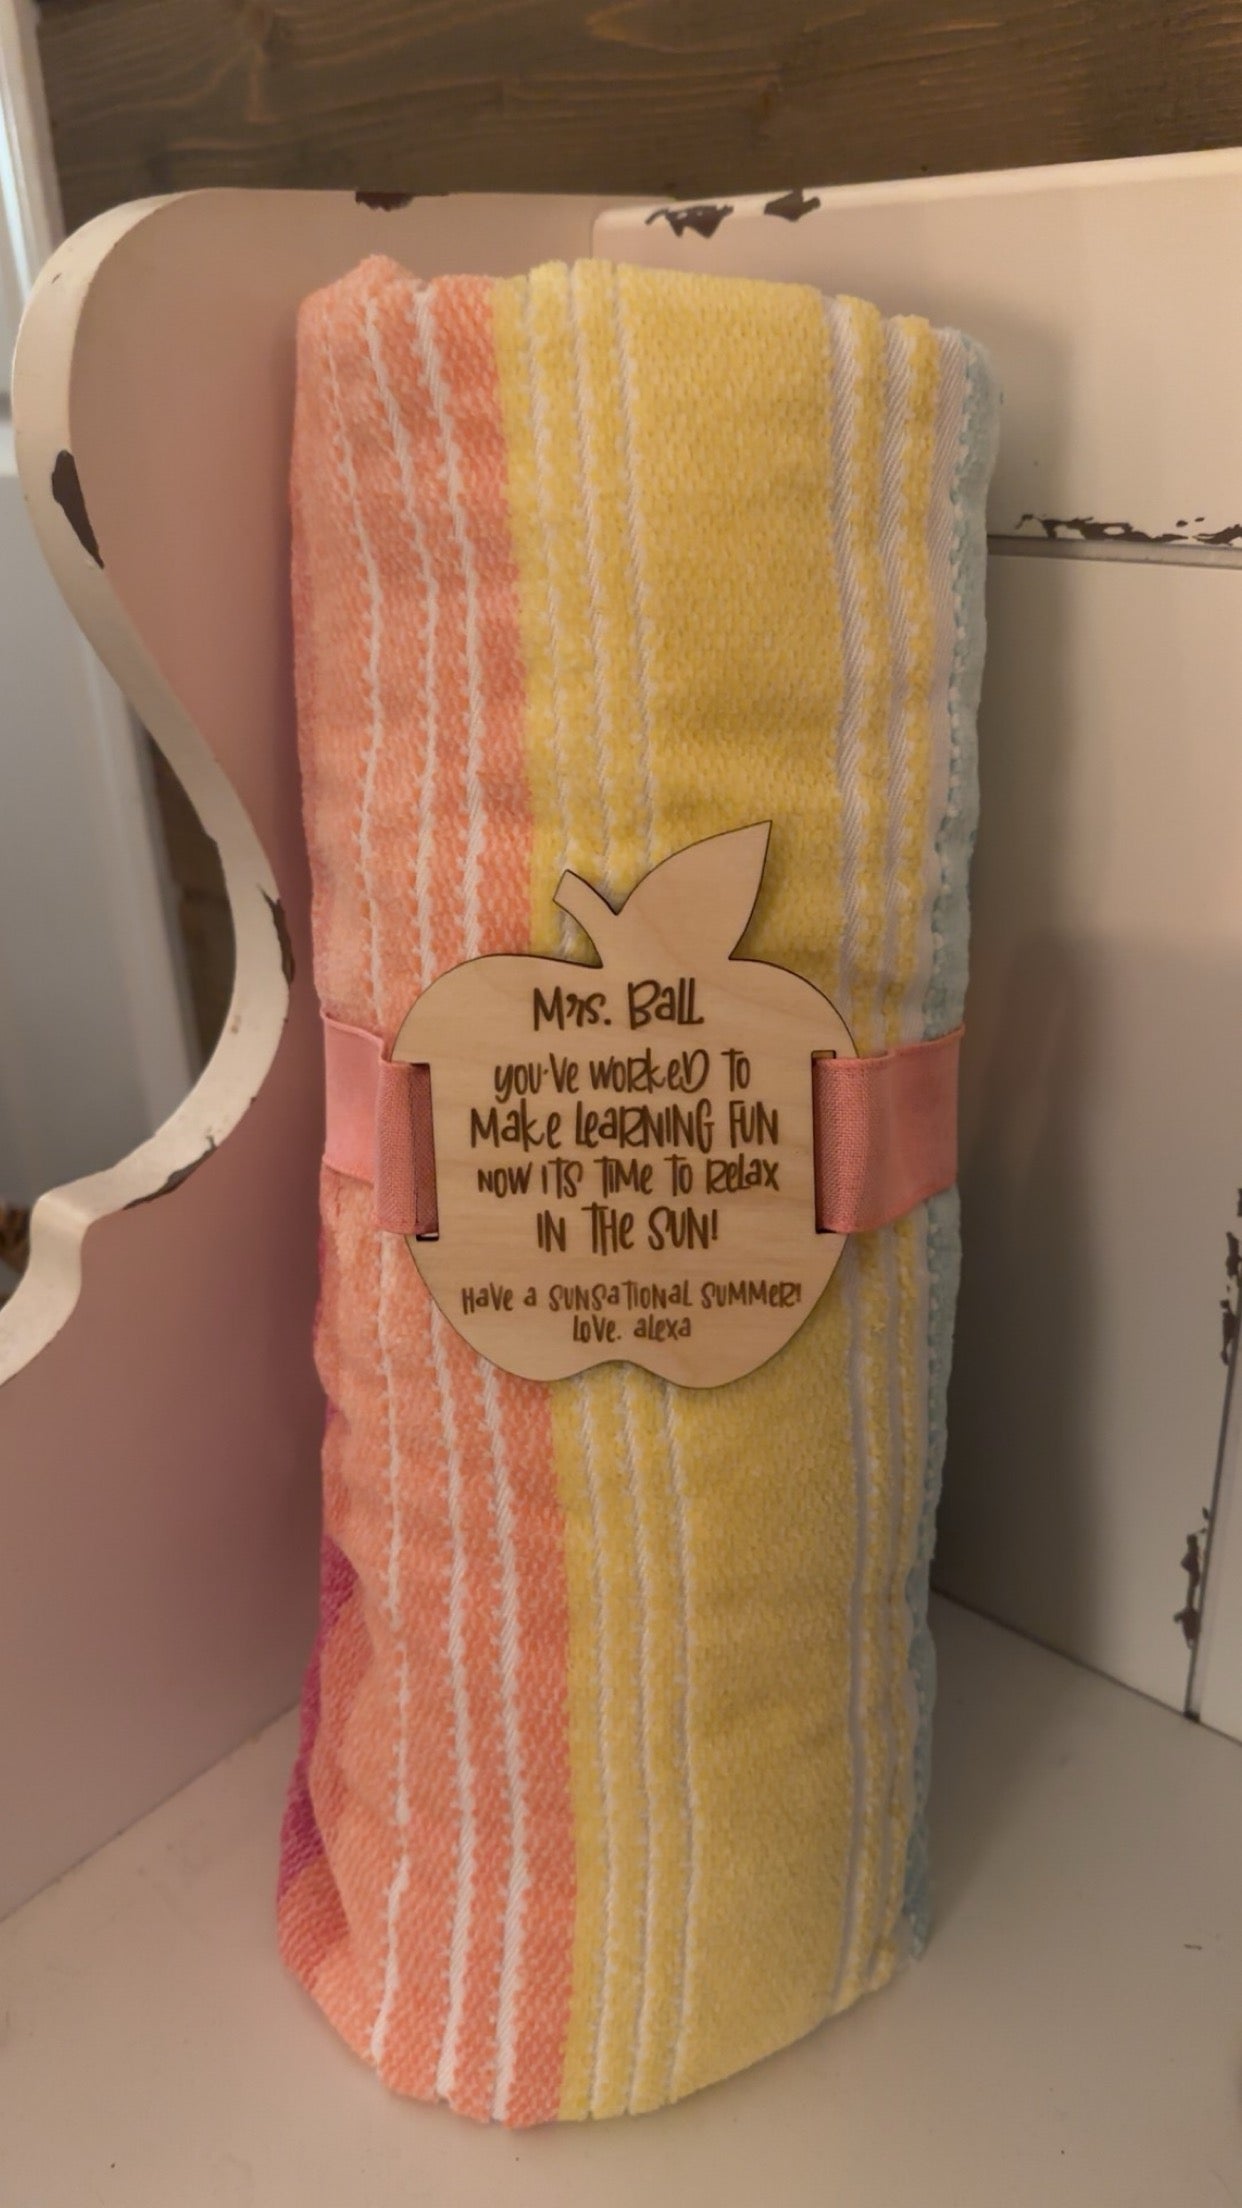 Mrs. Ball
you've worked to
make learning fun
now its time to relax
in the sun!
Have a sunsational summer!
love, alexa